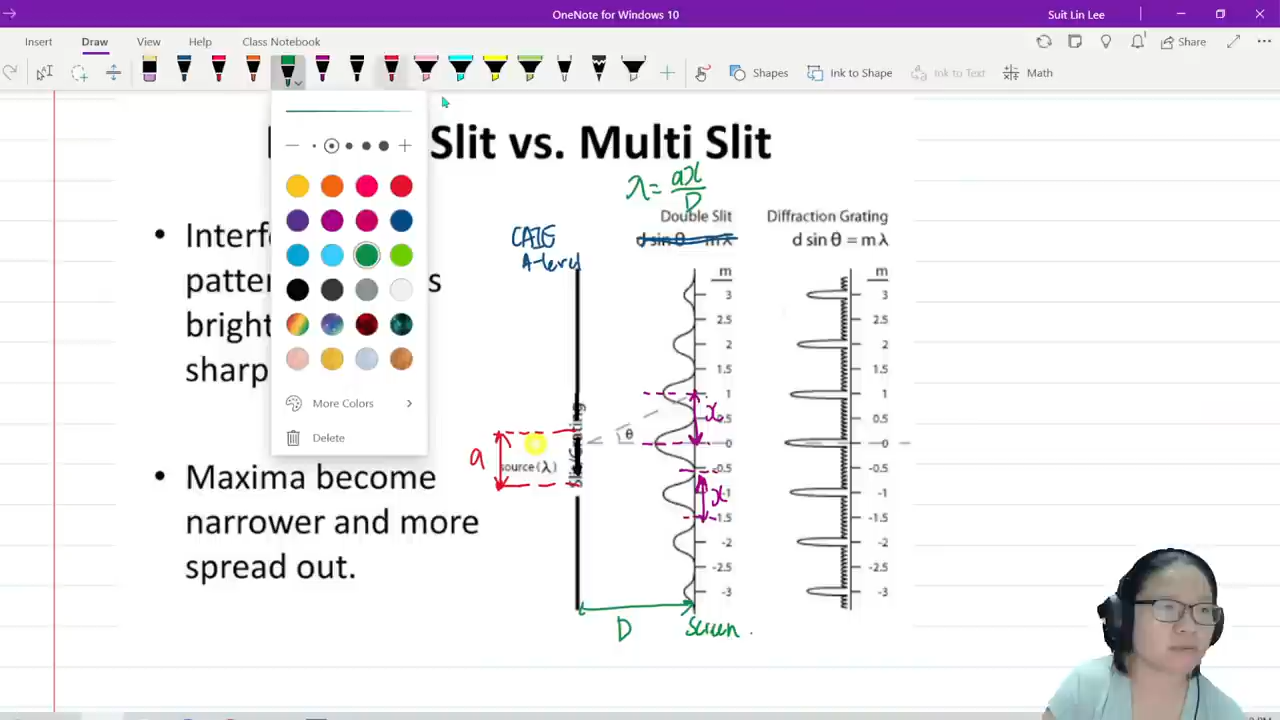 OneNote for Windows 10
Suit Lin Lee
Insert Draw View Help Class Notebook
Share
Shapes
Ink to Shape
Ink to Text
Math
Slit vs. Multi Slit
λ = ax/D
Double Slit
Diffraction Grating
CAIE
A-level
d sin θ = m λ
d sin θ = m λ
• Interf
patter s
bright
sharp
m
m
3
3
2.5
2.5
2
2
1.5
1.5
1
1
x
0.5
0.5
Slit/Grating
θ
0
0
a
source (λ)
-0.5
-0.5
-1
-1
x
-1.5
-1.5
-2
-2
-2.5
-2.5
-3
-3
More Colors
Delete
• Maxima become
narrower and more
spread out.
D
Screen.